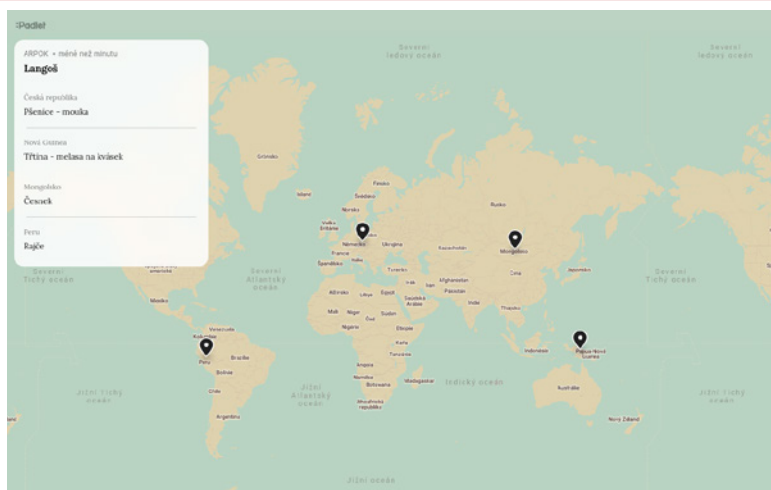 :Padlet
ARPOK • méně než minutu
Langoš
Česká republika
Pšenice - mouka
Nová Guinea
Třtina - melasa na kvásek
Mongolsko
Česnek
Peru
Rajče
Severní
ledový oceán
Severní
ledový oceán
Grónsko
Island
Finsko
Švédsko
Norsko
Rusko
Velká
Británie
Německo
Ukrajina
Kazachstán
Mongolsko
Francie
Itálie
Španělsko
Turecko
Afghánistán
Írán
Pákistán
Čína
Japonsko
Severní
Tichý oceán
Severní
Atlantský
oceán
Severní
Tichý oceán
Mexiko
Alžírsko
Libye
Egypt
Saúdská
Arábie
Indie
Thajsko
Mali
Niger
Čad
Súdán
Nigérie
Etiopie
Keňa
Tanzanie
Venezuela
Kolumbie
Peru
Brazílie
Bolívie
Chile
Argentina
Angola
Namibie
Botswana
Madagaskar
Jihoafrická
republika
Indonésie
Papua-Nová
Guinea
Austrálie
Nový Zéland
Jižní Tichý
oceán
Jižní
Atlantský
oceán
Indický oceán
Jižní Tichý
oceán
Jižní oceán